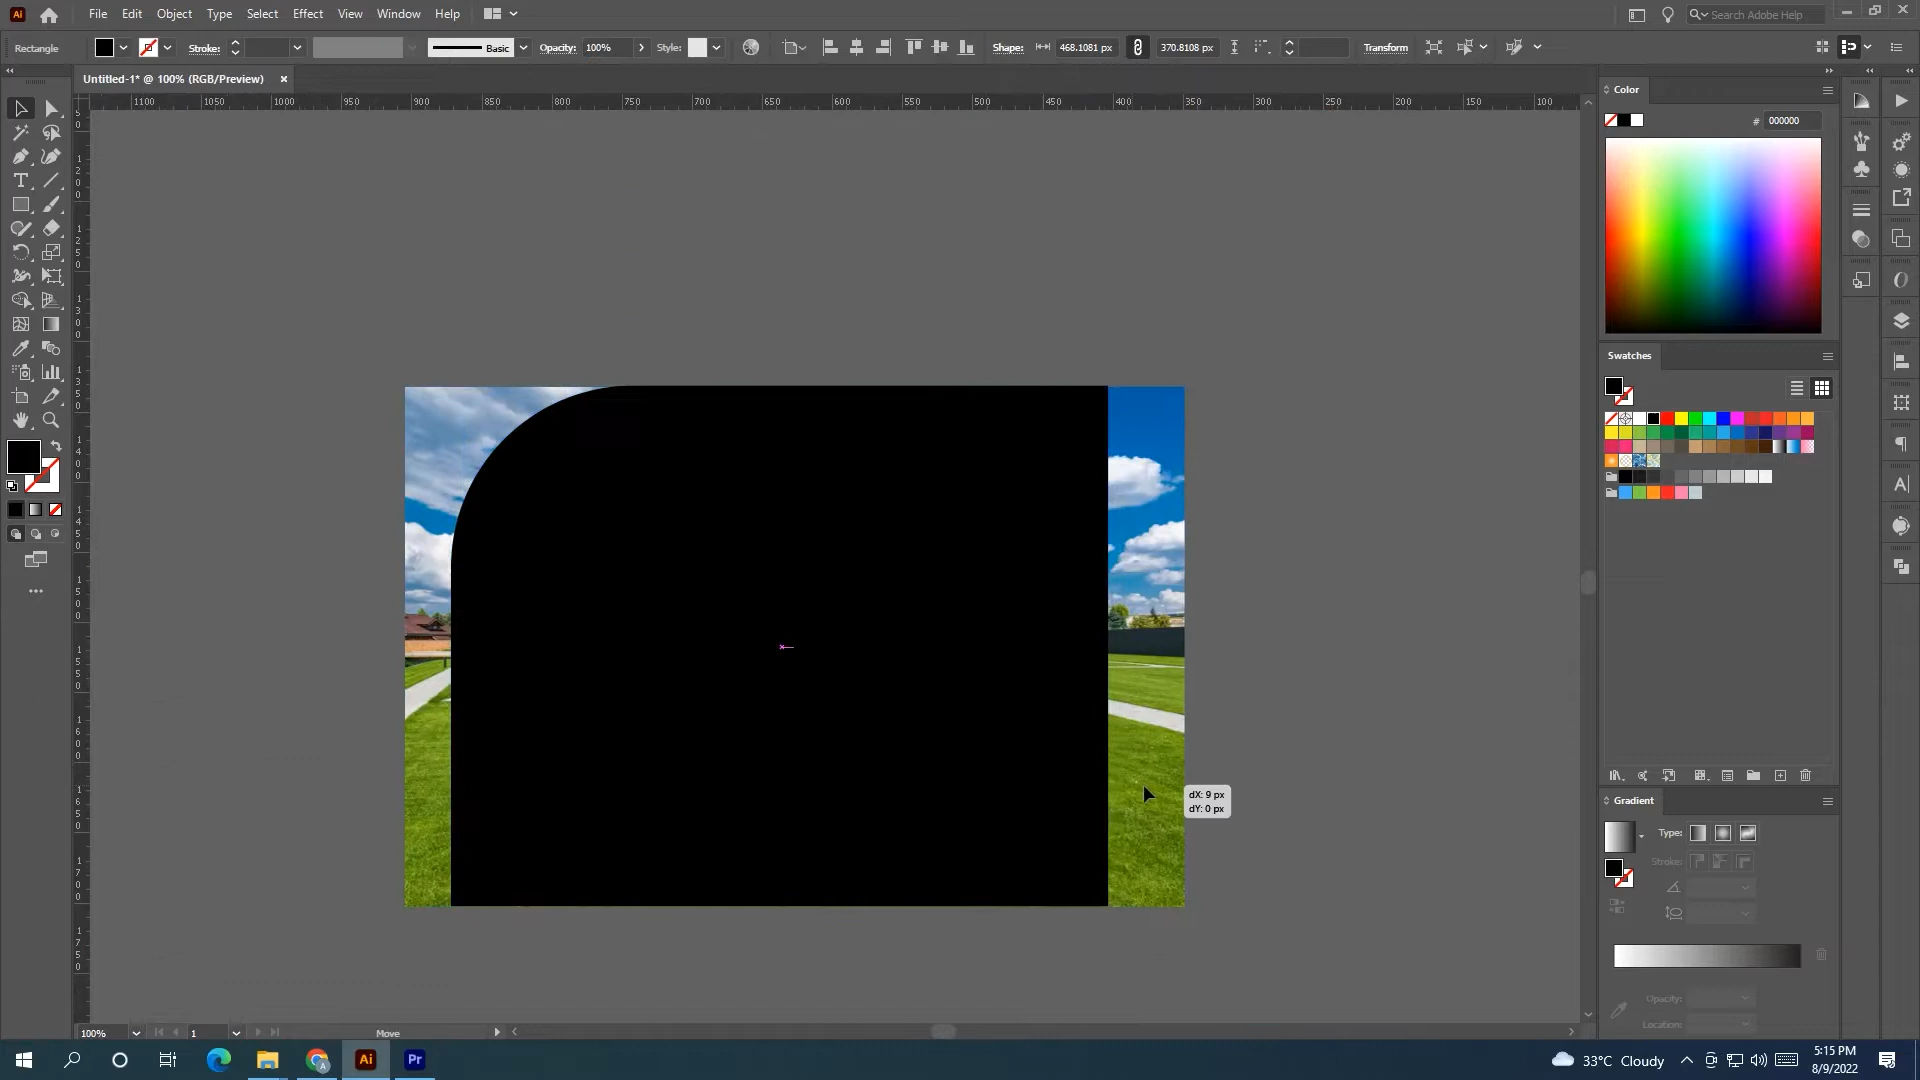 Ai File Edit Object Type Select Effect View Window Help Search Adobe Help
Rectangle Stroke: Basic Opacity: 100% Style: Shape: 468.1081 px 370.8108 px Transform
Untitled-1* @ 100% (RGB/Preview)
1100 1050 1000 950 900 850 800 750 700 650 600 550 500 450 400 350 300 250 200 150 100
Color
# 000000
Swatches
dX: 9 px
dY: 0 px
Gradient
Type:
Stroke:
Opacity:
Location:
100% 1 Move
Ai Pr 33°C Cloudy 5:15 PM
8/9/2022